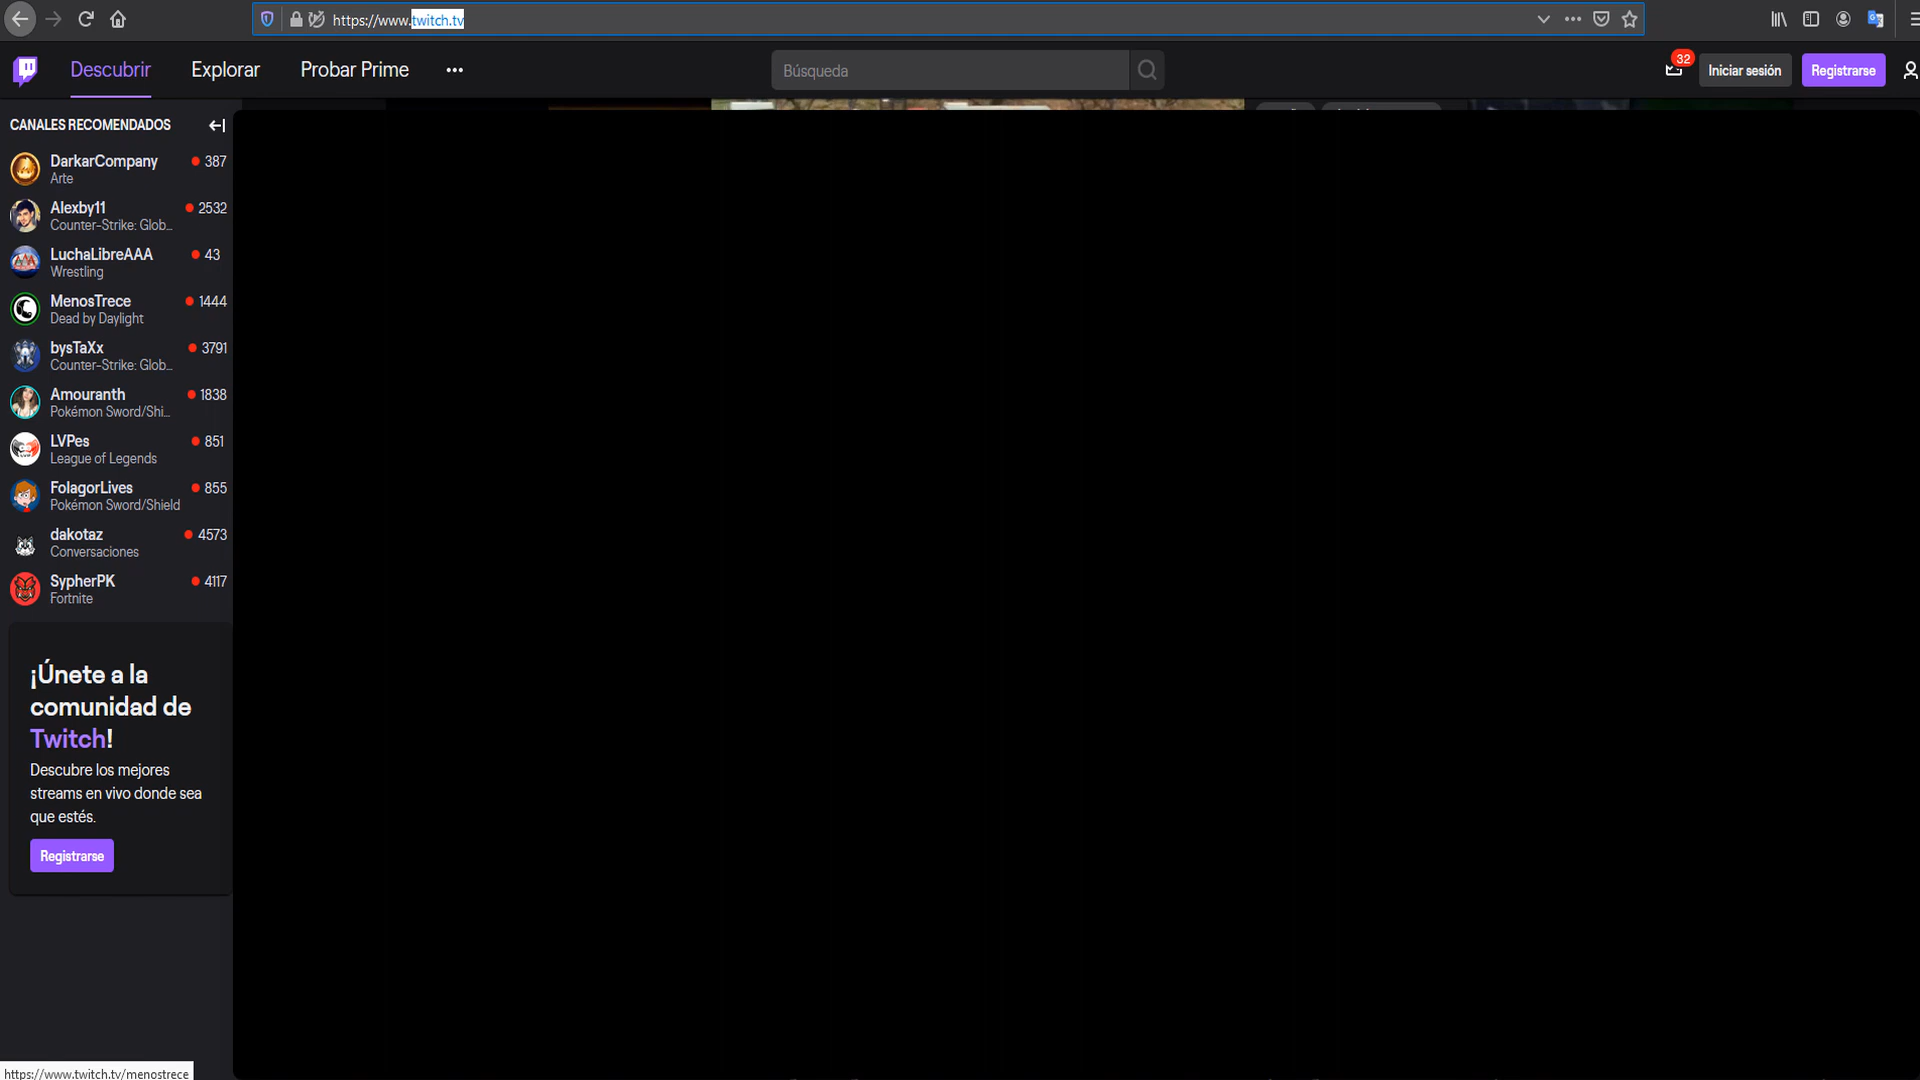 https://www.twitch.tv
Descubrir
Explorar
Probar Prime
Búsqueda
32
Iniciar sesión
Registrarse
CANALES RECOMENDADOS
DarkarCompany 387
Arte
Alexby11 2532
Counter-Strike: Glob...
LuchaLibreAAA 43
Wrestling
MenosTrece 1444
Dead by Daylight
bysTaXx 3791
Counter-Strike: Glob...
Amouranth 1838
Pokémon Sword/Shi...
LVPes 851
League of Legends
FolagorLives 855
Pokémon Sword/Shield
dakotaz 4573
Conversaciones
SypherPK 4117
Fortnite
¡Únete a la
comunidad de
Twitch!
Descubre los mejores
streams en vivo donde sea
que estés.
Registrarse
https://www.twitch.tv/menostrece